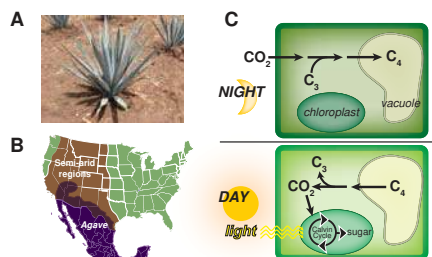 A
B
Semi-arid
regions
Agave
C
CO2
C3
C4
NIGHT
chloroplast
vacuole
C3
CO2
C4
DAY
light
Calvin
Cycle
sugar